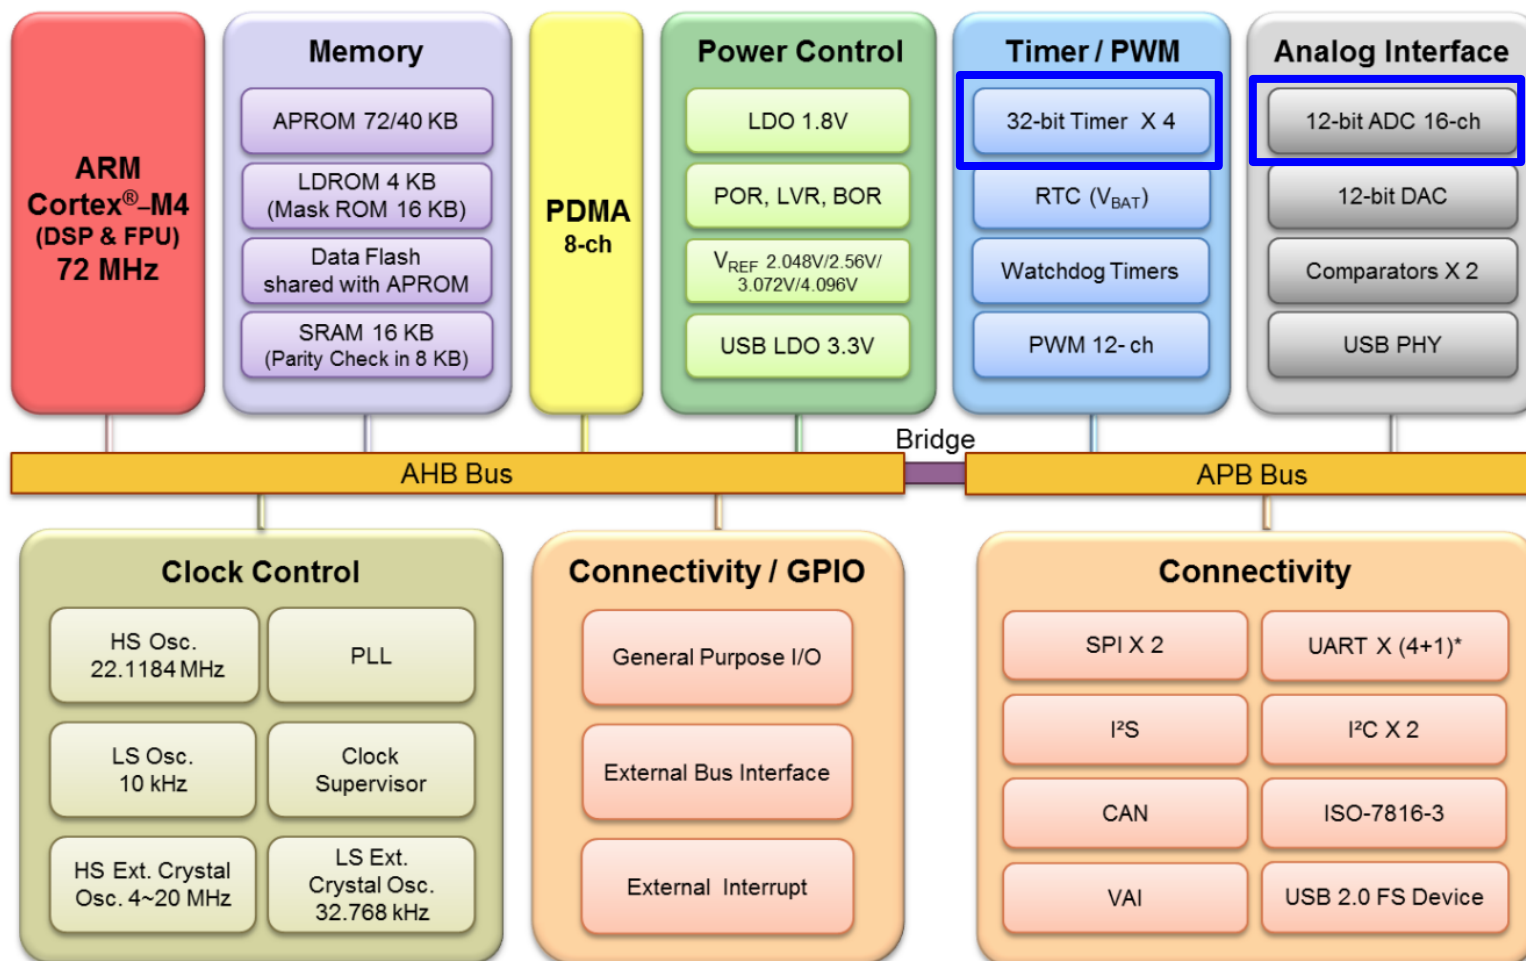 ARM
Cortex®–M4
(DSP & FPU)
72 MHz
Memory
APROM 72/40 KB
LDROM 4 KB
(Mask ROM 16 KB)
Data Flash
shared with APROM
SRAM 16 KB
(Parity Check in 8 KB)
PDMA
8-ch
Power Control
LDO 1.8V
POR, LVR, BOR
VREF 2.048V/2.56V/
3.072V/4.096V
USB LDO 3.3V
Timer / PWM
32-bit Timer X 4
RTC (VBAT)
Watchdog Timers
PWM 12- ch
Analog Interface
12-bit ADC 16-ch
12-bit DAC
Comparators X 2
USB PHY
AHB Bus
Bridge
APB Bus
Clock Control
HS Osc.
22.1184 MHz
PLL
LS Osc.
10 kHz
Clock
Supervisor
HS Ext. Crystal
Osc. 4~20 MHz
LS Ext.
Crystal Osc.
32.768 kHz
Connectivity / GPIO
General Purpose I/O
External Bus Interface
External Interrupt
Connectivity
SPI X 2
UART X (4+1)*
I²S
I²C X 2
CAN
ISO-7816-3
VAI
USB 2.0 FS Device